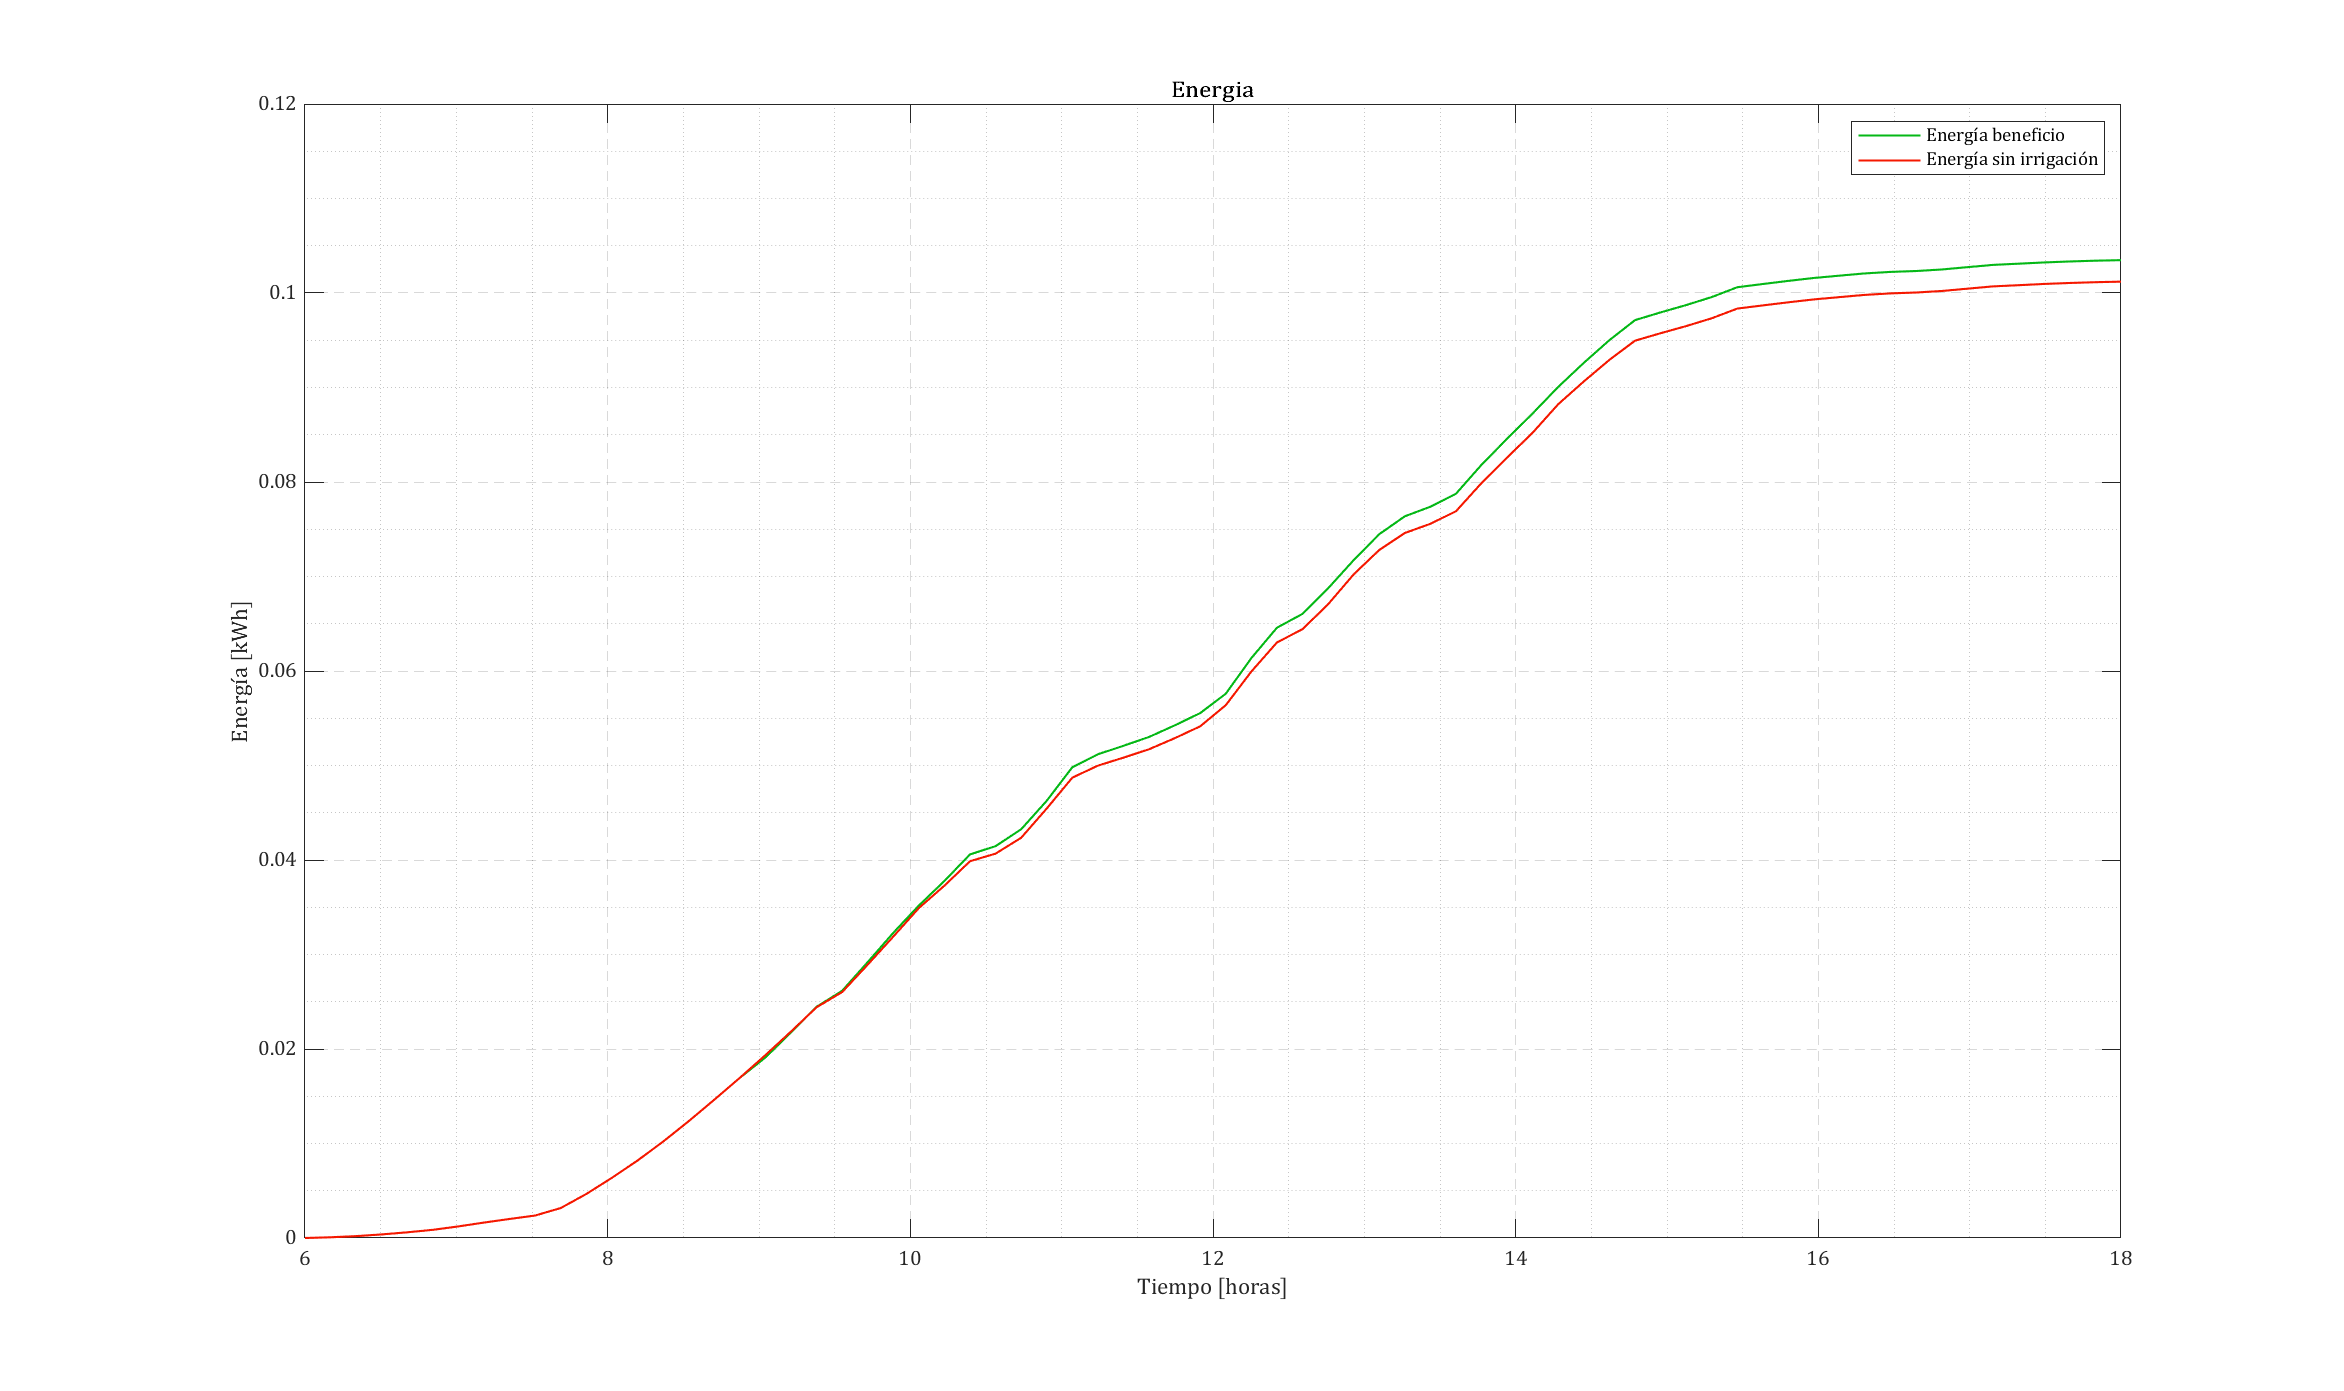 Energia
0.12
0.1
0.08
0.06
0.04
0.02
0
Energía [kWh]
6 8 10 12 14 16 18
Tiempo [horas]
Energía beneficio
Energía sin irrigación